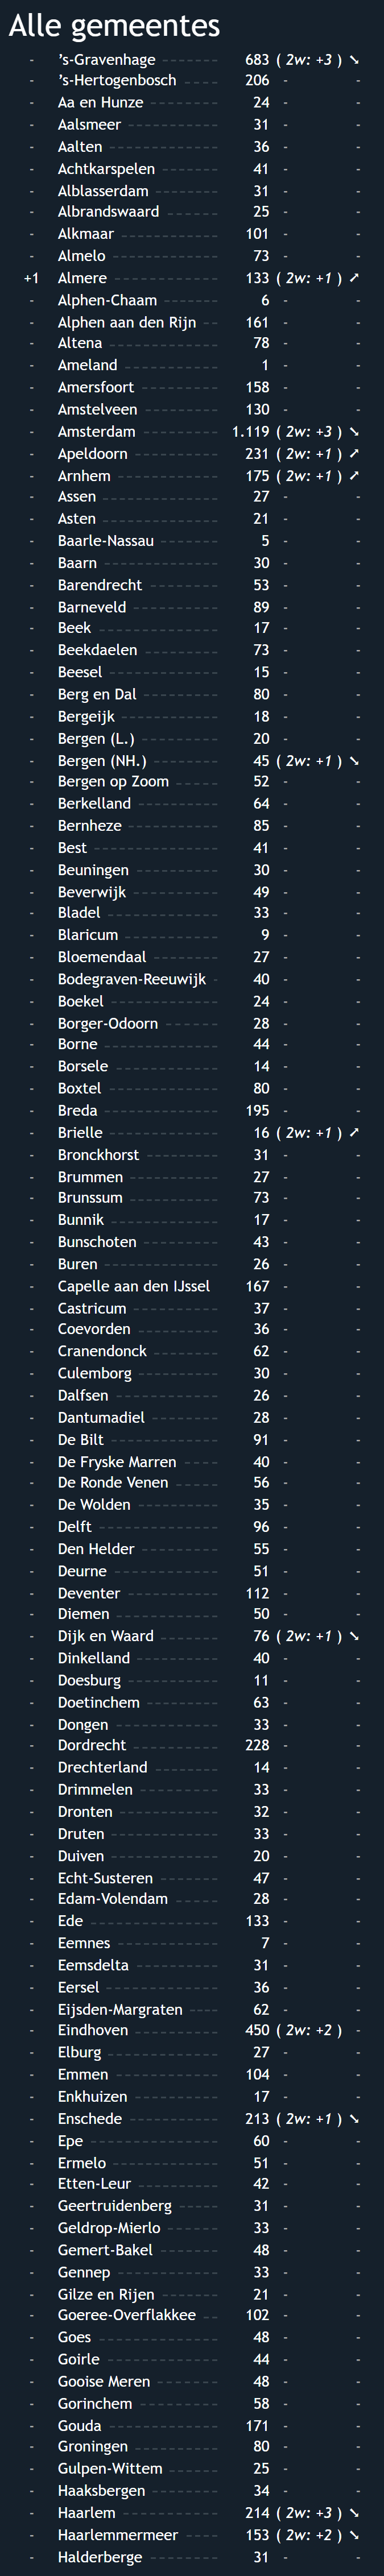 Alle gemeentes
- ’s-Gravenhage ------- 683 ( 2w: +3 ) ➘
- ’s-Hertogenbosch ---- 206 - -
- Aa en Hunze -------- 24 - -
- Aalsmeer ---------- 31 - -
- Aalten ------------ 36 - -
- Achtkarspelen ------- 41 - -
- Alblasserdam -------- 31 - -
- Albrandswaard ------ 25 - -
- Alkmaar ----------- 101 - -
- Almelo ------------ 73 - -
+1 Almere ------------ 133 ( 2w: +1 ) ➚
- Alphen-Chaam ------- 6 - -
- Alphen aan den Rijn -- 161 - -
- Altena ------------ 78 - -
- Ameland ----------- 1 - -
- Amersfoort --------- 158 - -
- Amstelveen --------- 130 - -
- Amsterdam --------- 1.119 ( 2w: +3 ) ➘
- Apeldoorn ---------- 231 ( 2w: +1 ) ➚
- Arnhem ----------- 175 ( 2w: +1 ) ➚
- Assen ------------- 27 - -
- Asten ------------- 21 - -
- Baarle-Nassau ------- 5 - -
- Baarn ------------- 30 - -
- Barendrecht -------- 53 - -
- Barneveld ---------- 89 - -
- Beek -------------- 17 - -
- Beekdaelen --------- 73 - -
- Beesel ------------ 15 - -
- Berg en Dal --------- 80 - -
- Bergeijk ----------- 18 - -
- Bergen (L.) --------- 20 - -
- Bergen (NH.) -------- 45 ( 2w: +1 ) ➘
- Bergen op Zoom ----- 52 - -
- Berkelland --------- 64 - -
- Bernheze ---------- 85 - -
- Best -------------- 41 - -
- Beuningen --------- 30 - -
- Beverwijk ---------- 49 - -
- Bladel ------------ 33 - -
- Blaricum ---------- 9 - -
- Bloemendaal ------- 27 - -
- Bodegraven-Reeuwijk - 40 - -
- Boekel ------------ 24 - -
- Borger-Odoorn ------ 28 - -
- Borne ------------- 44 - -
- Borsele ------------ 14 - -
- Boxtel ------------ 80 - -
- Breda ------------- 195 - -
- Brielle ------------ 16 ( 2w: +1 ) ➚
- Bronckhorst -------- 31 - -
- Brummen ---------- 27 - -
- Brunssum ---------- 73 - -
- Bunnik ------------ 17 - -
- Bunschoten -------- 43 - -
- Buren ------------- 26 - -
- Capelle aan den IJssel 167 - -
- Castricum ---------- 37 - -
- Coevorden --------- 36 - -
- Cranendonck ------- 62 - -
- Culemborg --------- 30 - -
- Dalfsen ----------- 26 - -
- Dantumadiel -------- 28 - -
- De Bilt ------------ 91 - -
- De Fryske Marren ---- 40 - -
- De Ronde Venen ----- 56 - -
- De Wolden --------- 35 - -
- Delft ------------- 96 - -
- Den Helder --------- 55 - -
- Deurne ------------ 51 - -
- Deventer ---------- 112 - -
- Diemen ----------- 50 - -
- Dijk en Waard ------- 76 ( 2w: +1 ) ➘
- Dinkelland --------- 40 - -
- Doesburg ---------- 11 - -
- Doetinchem -------- 63 - -
- Dongen ----------- 33 - -
- Dordrecht ---------- 228 - -
- Drechterland ------- 14 - -
- Drimmelen --------- 33 - -
- Dronten ----------- 32 - -
- Druten ------------ 33 - -
- Duiven ------------ 20 - -
- Echt-Susteren ------- 47 - -
- Edam-Volendam ----- 28 - -
- Ede -------------- 133 - -
- Eemnes ----------- 7 - -
- Eemsdelta --------- 31 - -
- Eersel ------------ 36 - -
- Eijsden-Margraten ---- 62 - -
- Eindhoven ---------- 450 ( 2w: +2 ) -
- Elburg ------------ 27 - -
- Emmen ----------- 104 - -
- Enkhuizen --------- 17 - -
- Enschede ---------- 213 ( 2w: +1 ) ➘
- Epe -------------- 60 - -
- Ermelo ------------ 51 - -
- Etten-Leur --------- 42 - -
- Geertruidenberg ----- 31 - -
- Geldrop-Mierlo ------ 33 - -
- Gemert-Bakel ------- 48 - -
- Gennep ----------- 33 - -
- Gilze en Rijen ------- 21 - -
- Goeree-Overflakkee -- 102 - -
- Goes ------------- 48 - -
- Goirle ------------ 44 - -
- Gooise Meren ------- 48 - -
- Gorinchem --------- 58 - -
- Gouda ------------ 171 - -
- Groningen ---------- 80 - -
- Gulpen-Wittem ------ 25 - -
- Haaksbergen -------- 34 - -
- Haarlem ----------- 214 ( 2w: +3 ) ➘
- Haarlemmermeer ---- 153 ( 2w: +2 ) ➘
- Halderberge -------- 31 - -